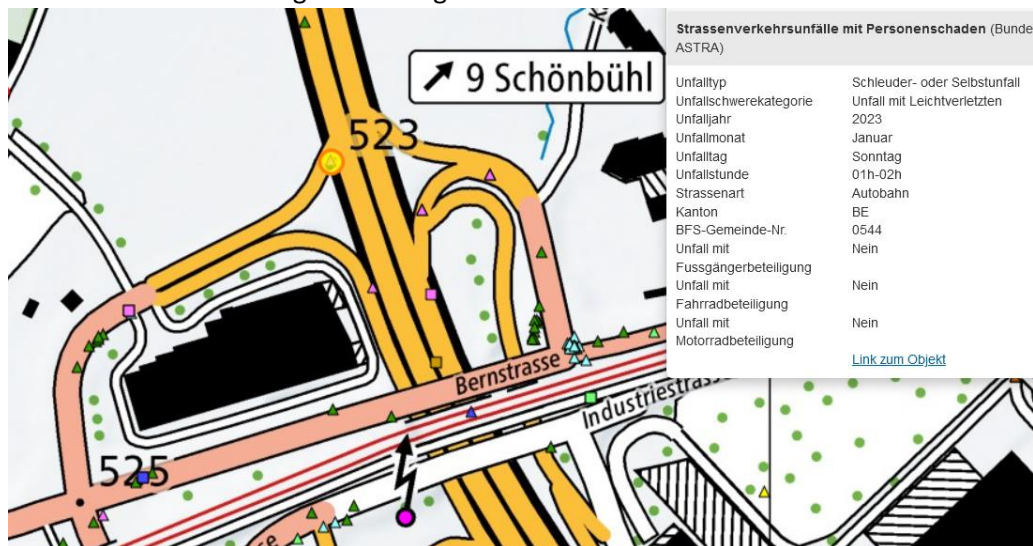 9 Schönbühl
523
Bernstrasse
Industriestrasse
525
se
Strassenverkehrsunfälle mit Personenschaden (Bunde
ASTRA)
Unfalltyp Schleuder- oder Selbstunfall
Unfallschwerekategorie Unfall mit Leichtverletzten
Unfalljahr 2023
Unfallmonat Januar
Unfalltag Sonntag
Unfallstunde 01h-02h
Strassenart Autobahn
Kanton BE
BFS-Gemeinde-Nr. 0544
Unfall mit Nein
Fussgängerbeteiligung
Unfall mit Nein
Fahrradbeteiligung
Unfall mit Nein
Motorradbeteiligung
Link zum Objekt